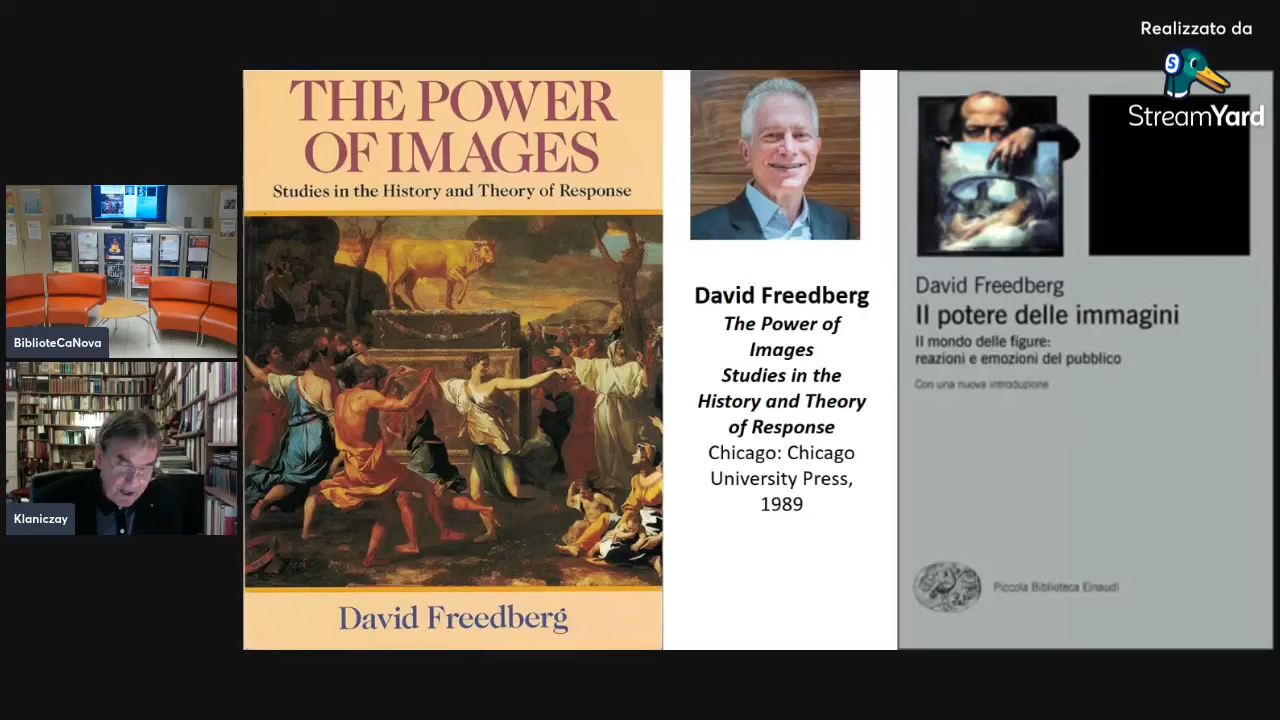 Realizzato da
StreamYard
BiblioteCaNova
Klaniczay
THE POWER
OF IMAGES
Studies in the History and Theory of Response
David Freedberg
David Freedberg
The Power of
Images
Studies in the
History and Theory
of Response
Chicago: Chicago
University Press,
1989
David Freedberg
Il potere delle immagini
Il mondo delle figure:
reazioni e emozioni del pubblico
Con una nuova introduzione
Piccola Biblioteca Einaudi